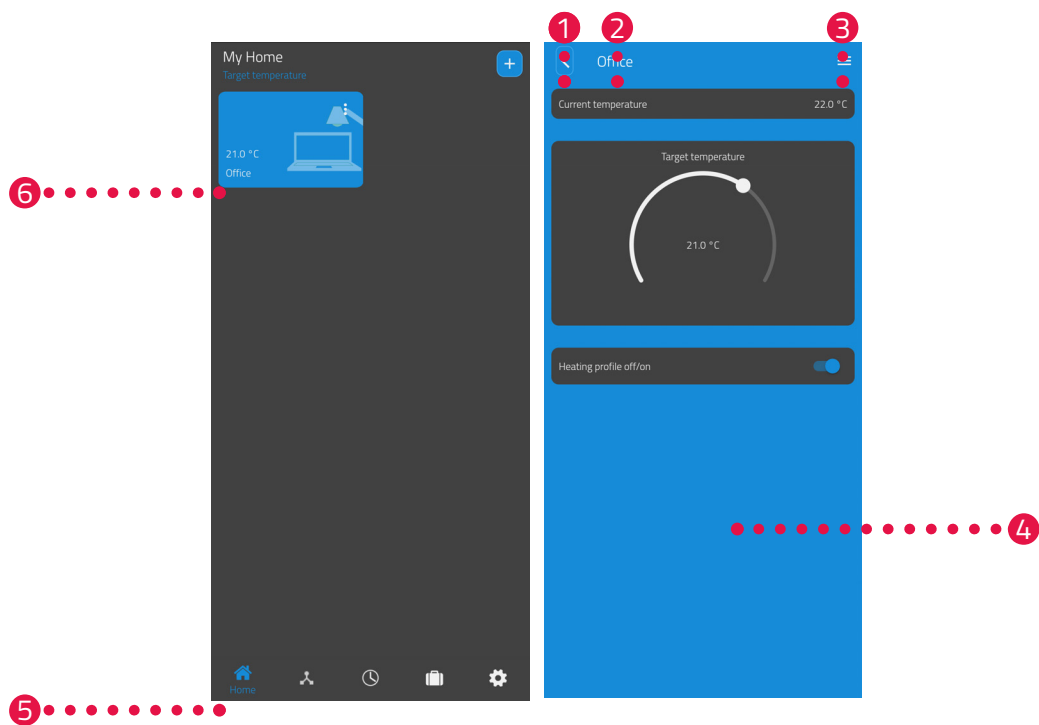 1 2 3
My Home
Target temperature
+
21.0 °C
Office
6
Home
5
Office
Current temperature 22.0 °C
Target temperature
21.0 °C
Heating profile off/on
4